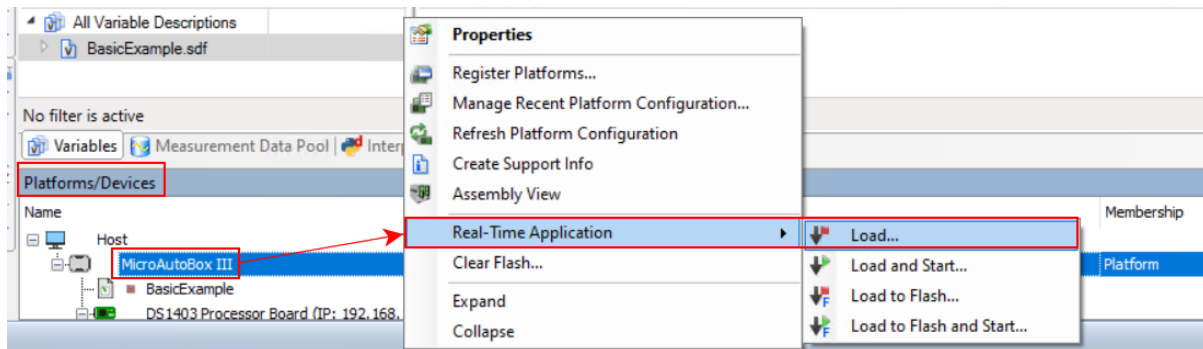 All Variable Descriptions
BasicExample.sdf
No filter is active
Variables Measurement Data Pool
Platforms/Devices
Name
Membership
Host
MicroAutoBox III
Platform
BasicExample
DS1403 Processor Board (IP: 192.168.
Properties
Register Platforms...
Manage Recent Platform Configuration...
Refresh Platform Configuration
Create Support Info
Assembly View
Real-Time Application
Clear Flash...
Expand
Collapse
Load...
Load and Start...
Load to Flash...
Load to Flash and Start...